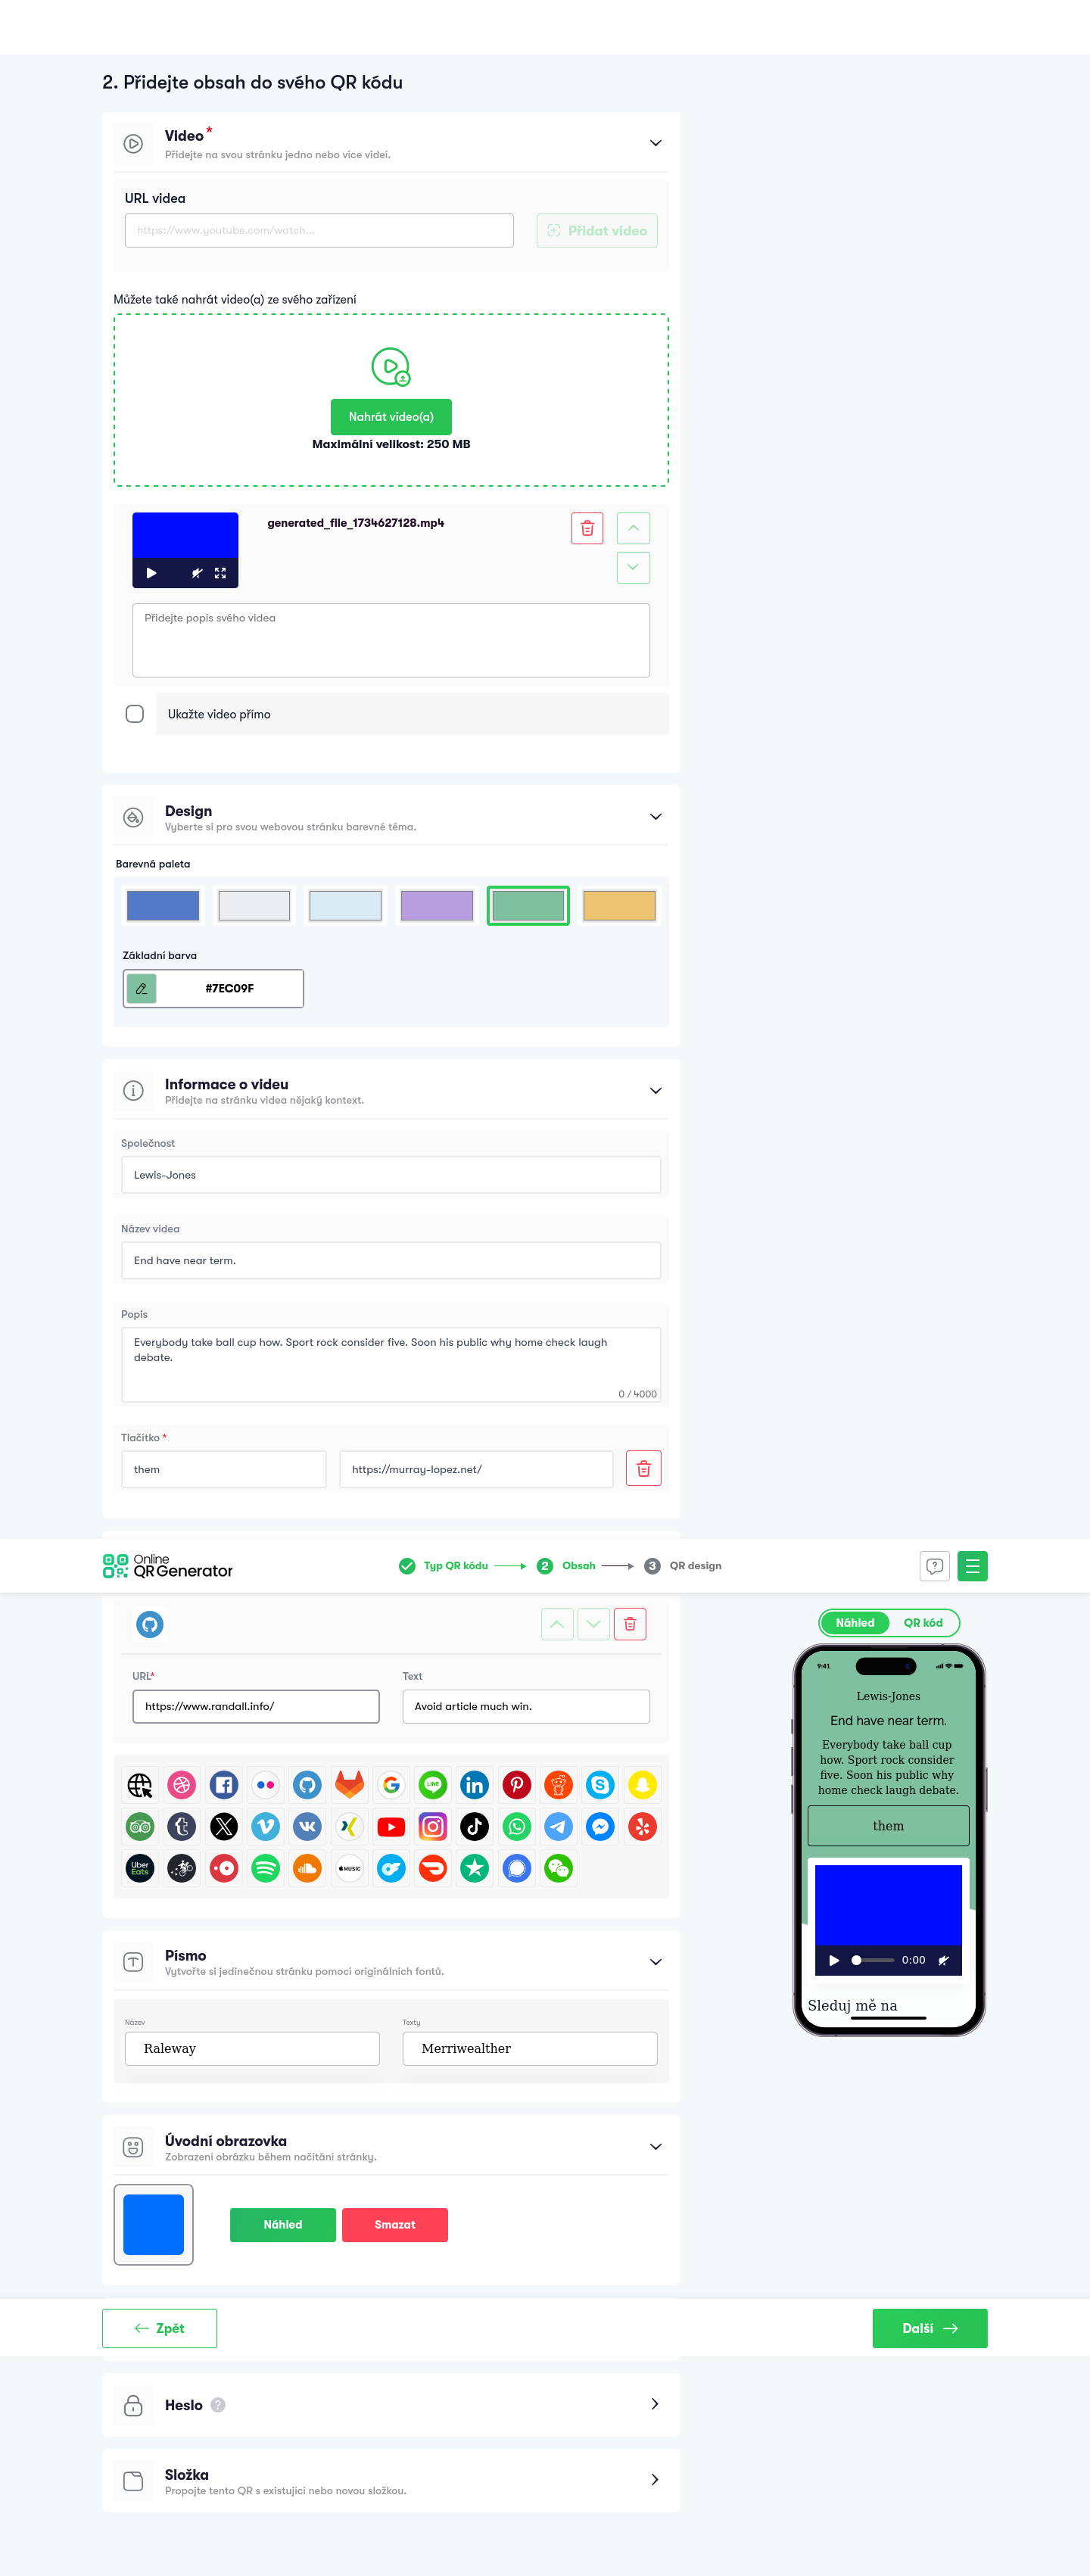 2. Přidejte obsah do svého QR kódu
Video *
Přidejte na svou stránku jedno nebo více videí.
URL videa
https://www.youtube.com/watch...
Přidat video
Můžete také nahrát video(a) ze svého zařízení
Nahrát video(a)
Maximální velikost: 250 MB
generated_file_1734627128.mp4
Přidejte popis svého videa
Ukažte video přímo
Design
Vyberte si pro svou webovou stránku barevné téma.
Barevná paleta
Základní barva
#7EC09F
Informace o videu
Přidejte na stránku videa nějaký kontext.
Společnost
Lewis-Jones
Název videa
End have near term.
Popis
Everybody take ball cup how. Sport rock consider five. Soon his public why home check laugh
debate.
0 / 4000
Tlačítko *
them
https://murray-lopez.net/
Online
QR Generator
Typ QR kódu
2 Obsah
3 QR design
URL*
Text
https://www.randall.info/
Avoid article much win.
LINE
Uber
Eats
MUSIC
Písmo
Vytvořte si jedinečnou stránku pomocí originálních fontů.
Název
Texty
Raleway
Merriwealther
Úvodní obrazovka
Zobrazení obrázku během načítání stránky.
Náhled
Smazat
Zpět
Další
Heslo ?
Složka
Propojte tento QR s existující nebo novou složkou.
Náhled
QR kód
9:41
Lewis-Jones
End have near term.
Everybody take ball cup
how. Sport rock consider
five. Soon his public why
home check laugh debate.
them
0:00
Sleduj mě na